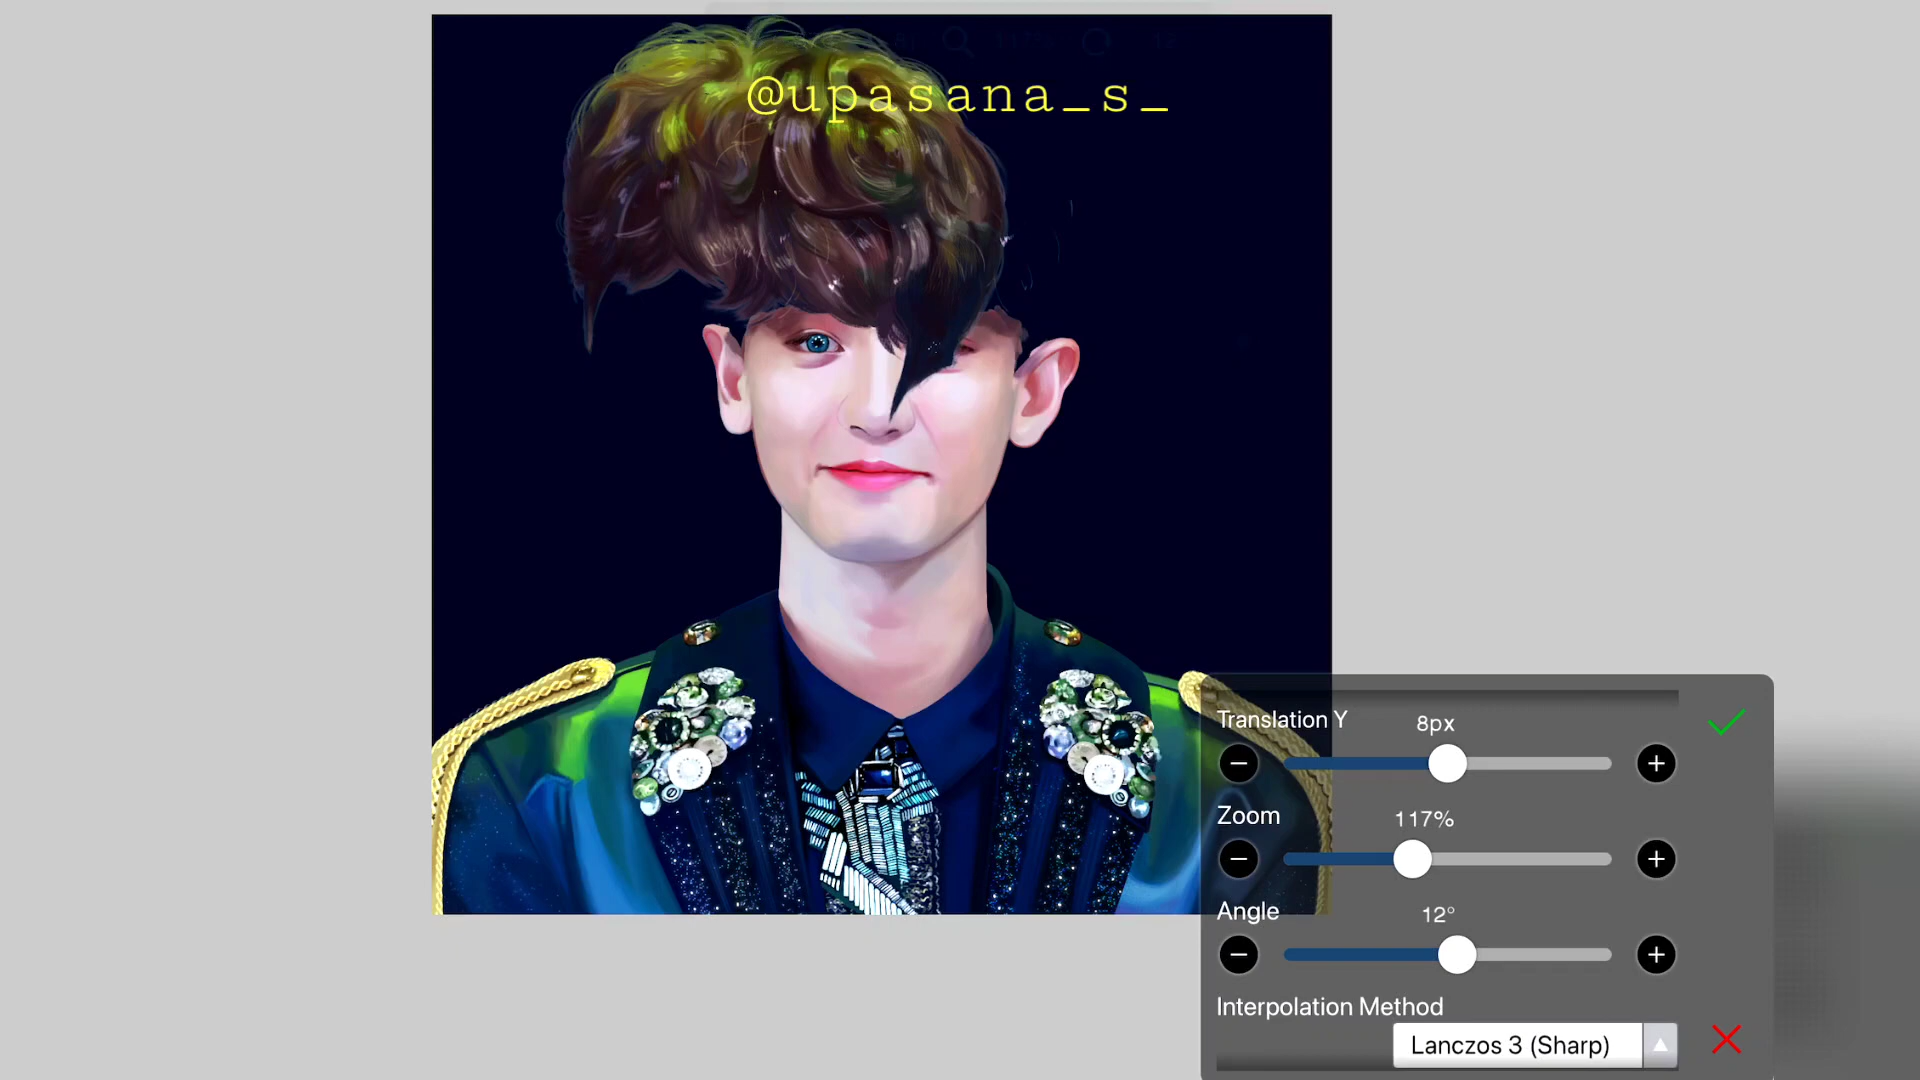 @upasana_s_
Translation Y 8px
Zoom 117%
Angle 12°
Interpolation Method
Lanczos 3 (Sharp)